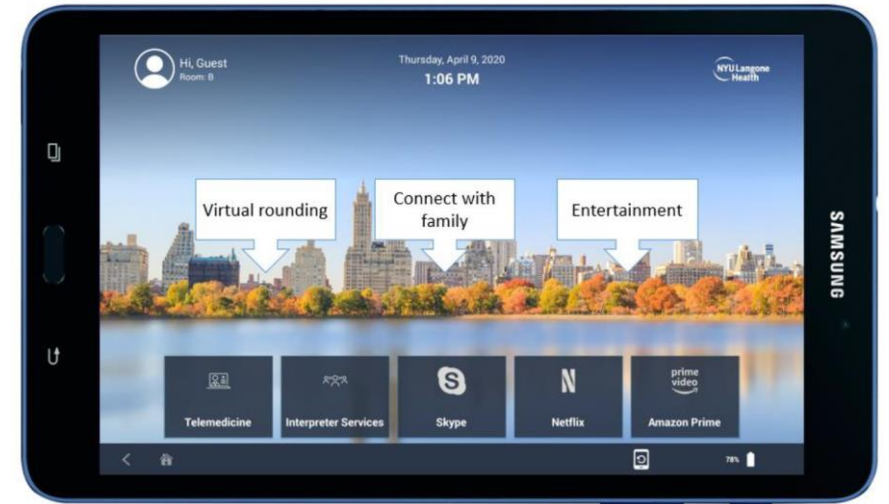 Hi, Guest
Room: B
Thursday, April 9, 2020
1:06 PM
NYU Langone
Health
Virtual rounding
Connect with
family
Entertainment
SAMSUNG
S
N
prime
video
Telemedicine
Interpreter Services
Skype
Netflix
Amazon Prime
78%